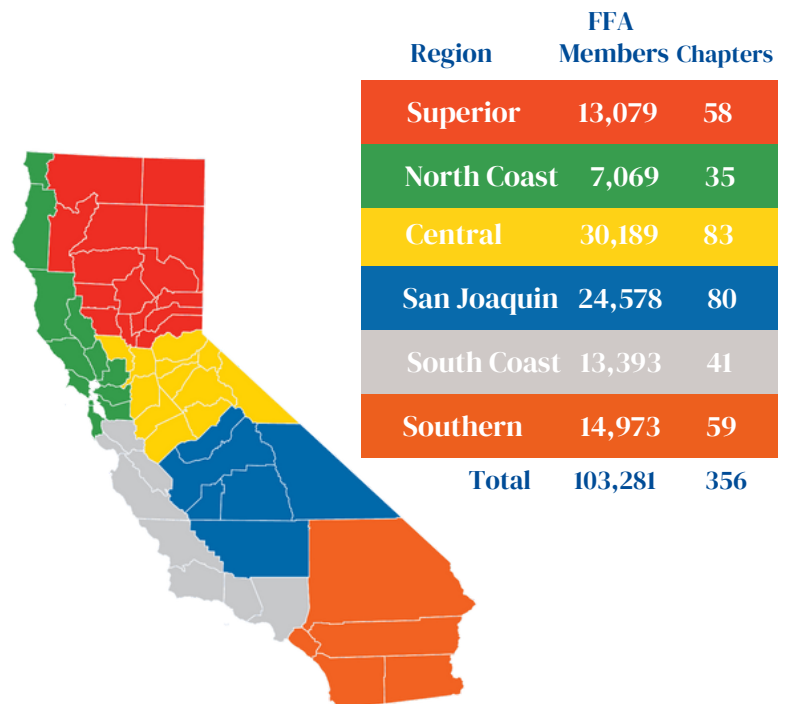 FFA
Region Members Chapters
Superior 13,079 58
North Coast 7,069 35
Central 30,189 83
San Joaquin 24,578 80
South Coast 13,393 41
Southern 14,973 59
Total 103,281 356